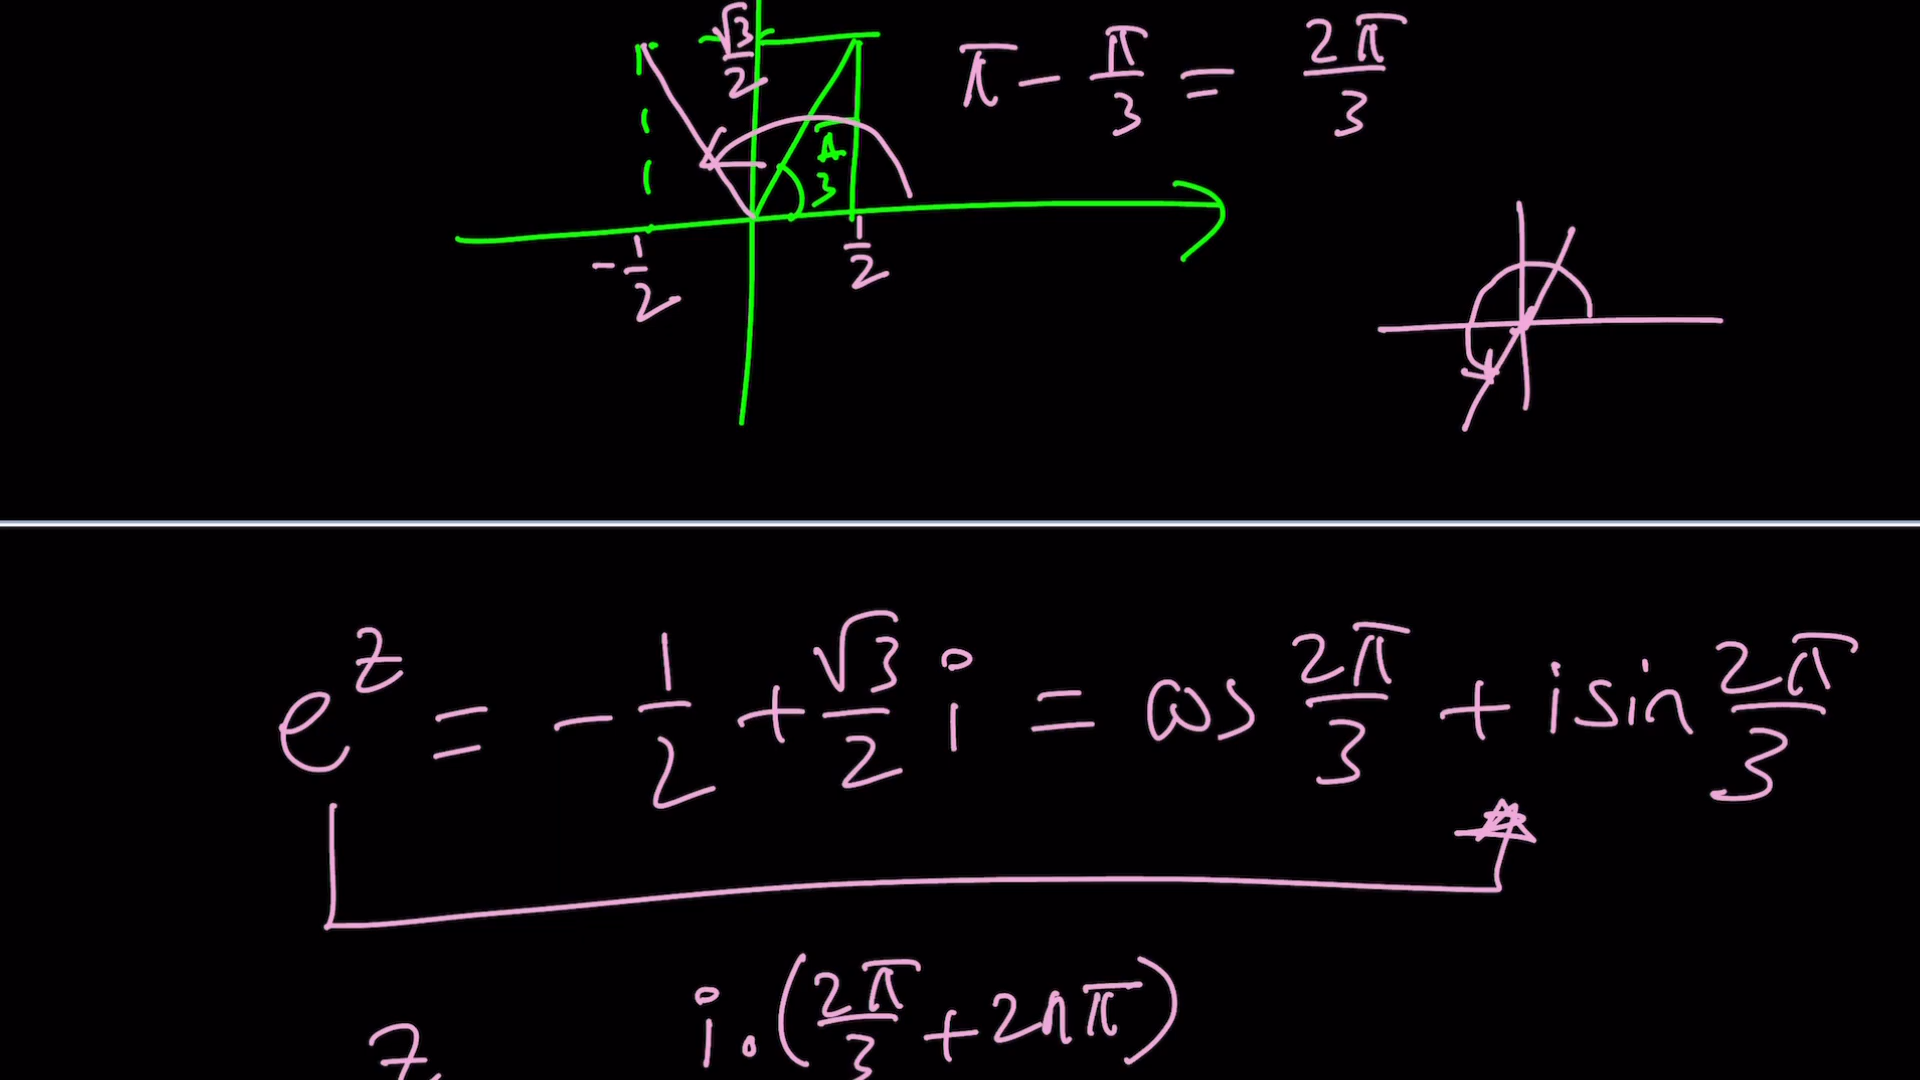 √3/2
π - π/3 = 2π/3
π/3
-1/2
1/2
e^z = -1/2 + √3/2 i = cos 2π/3 + i sin 2π/3
z i.(2π/3 + 2nπ)